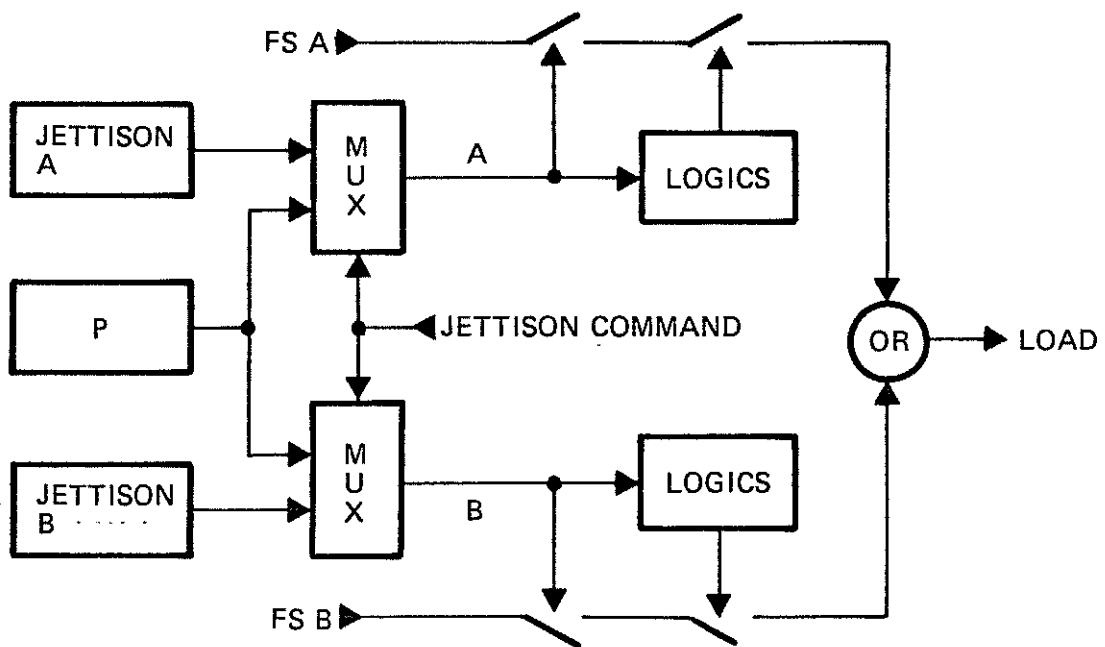 FS A
JETTISON
A
M
U
X
A
LOGICS
P
JETTISON COMMAND
OR
LOAD
JETTISON
B
M
U
X
B
LOGICS
FS B